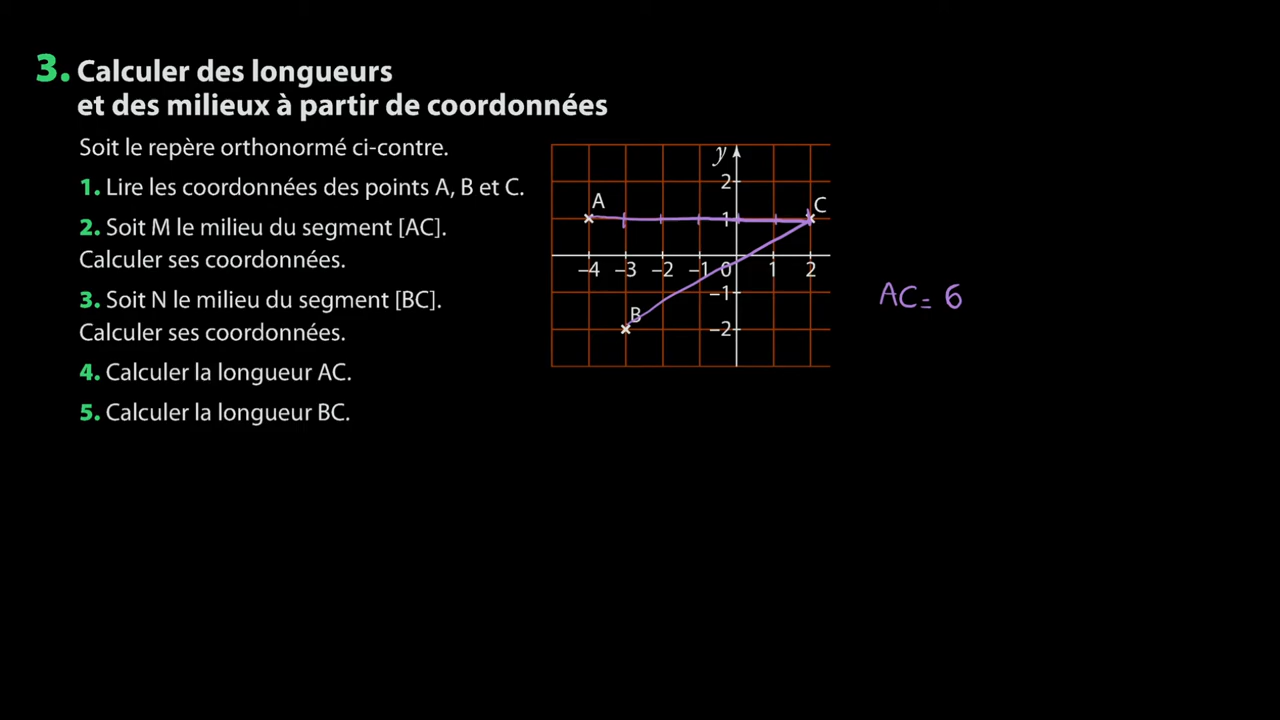 3. Calculer des longueurs
et des milieux à partir de coordonnées
Soit le repère orthonormé ci-contre.
1. Lire les coordonnées des points A, B et C.
2. Soit M le milieu du segment [AC].
Calculer ses coordonnées.
3. Soit N le milieu du segment [BC].
Calculer ses coordonnées.
4. Calculer la longueur AC.
5. Calculer la longueur BC.
y
2
A
C
1
–4 –3 –2 –1 0 1 2
–1
B
–2
AC = 6